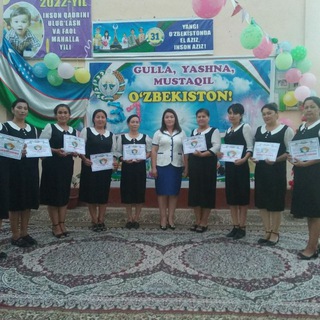 2022-YIL
INSON QADRINI
ULUG'LASH
VA FAOL
MAHALLA
YILI
31
YANGI
O'ZBEKISTONDA
EL AZIZ,
INSON AZIZ!
GULLA, YASHNA,
MUSTAQIL
O'ZBEKISTON!